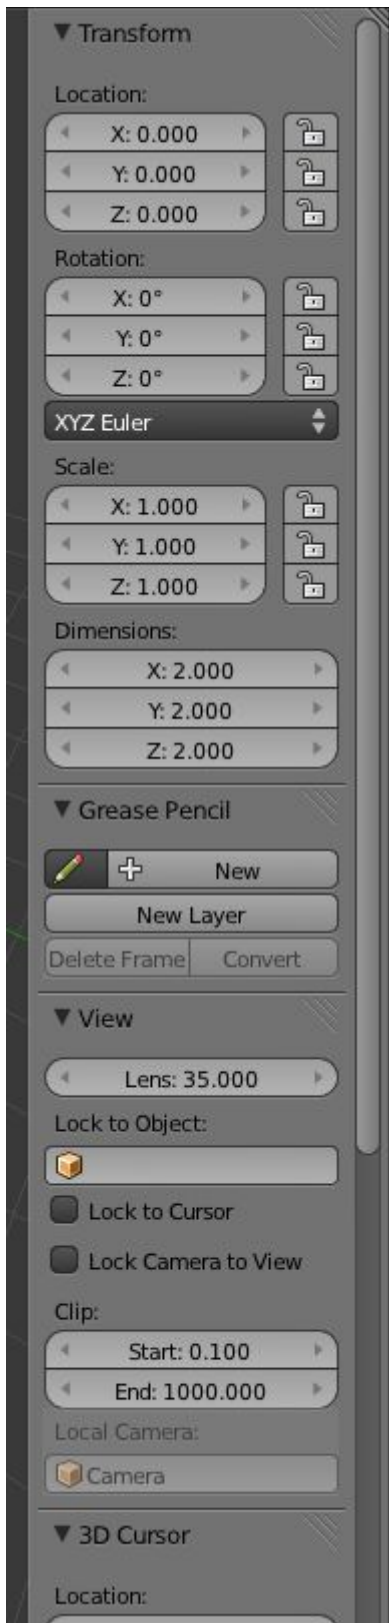 Transform
Location:
X: 0.000
Y: 0.000
Z: 0.000
Rotation:
X: 0°
Y: 0°
Z: 0°
XYZ Euler
Scale:
X: 1.000
Y: 1.000
Z: 1.000
Dimensions:
X: 2.000
Y: 2.000
Z: 2.000
Grease Pencil
New
New Layer
Delete Frame Convert
View
Lens: 35.000
Lock to Object:
Lock to Cursor
Lock Camera to View
Clip:
Start: 0.100
End: 1000.000
Local Camera:
Camera
3D Cursor
Location: